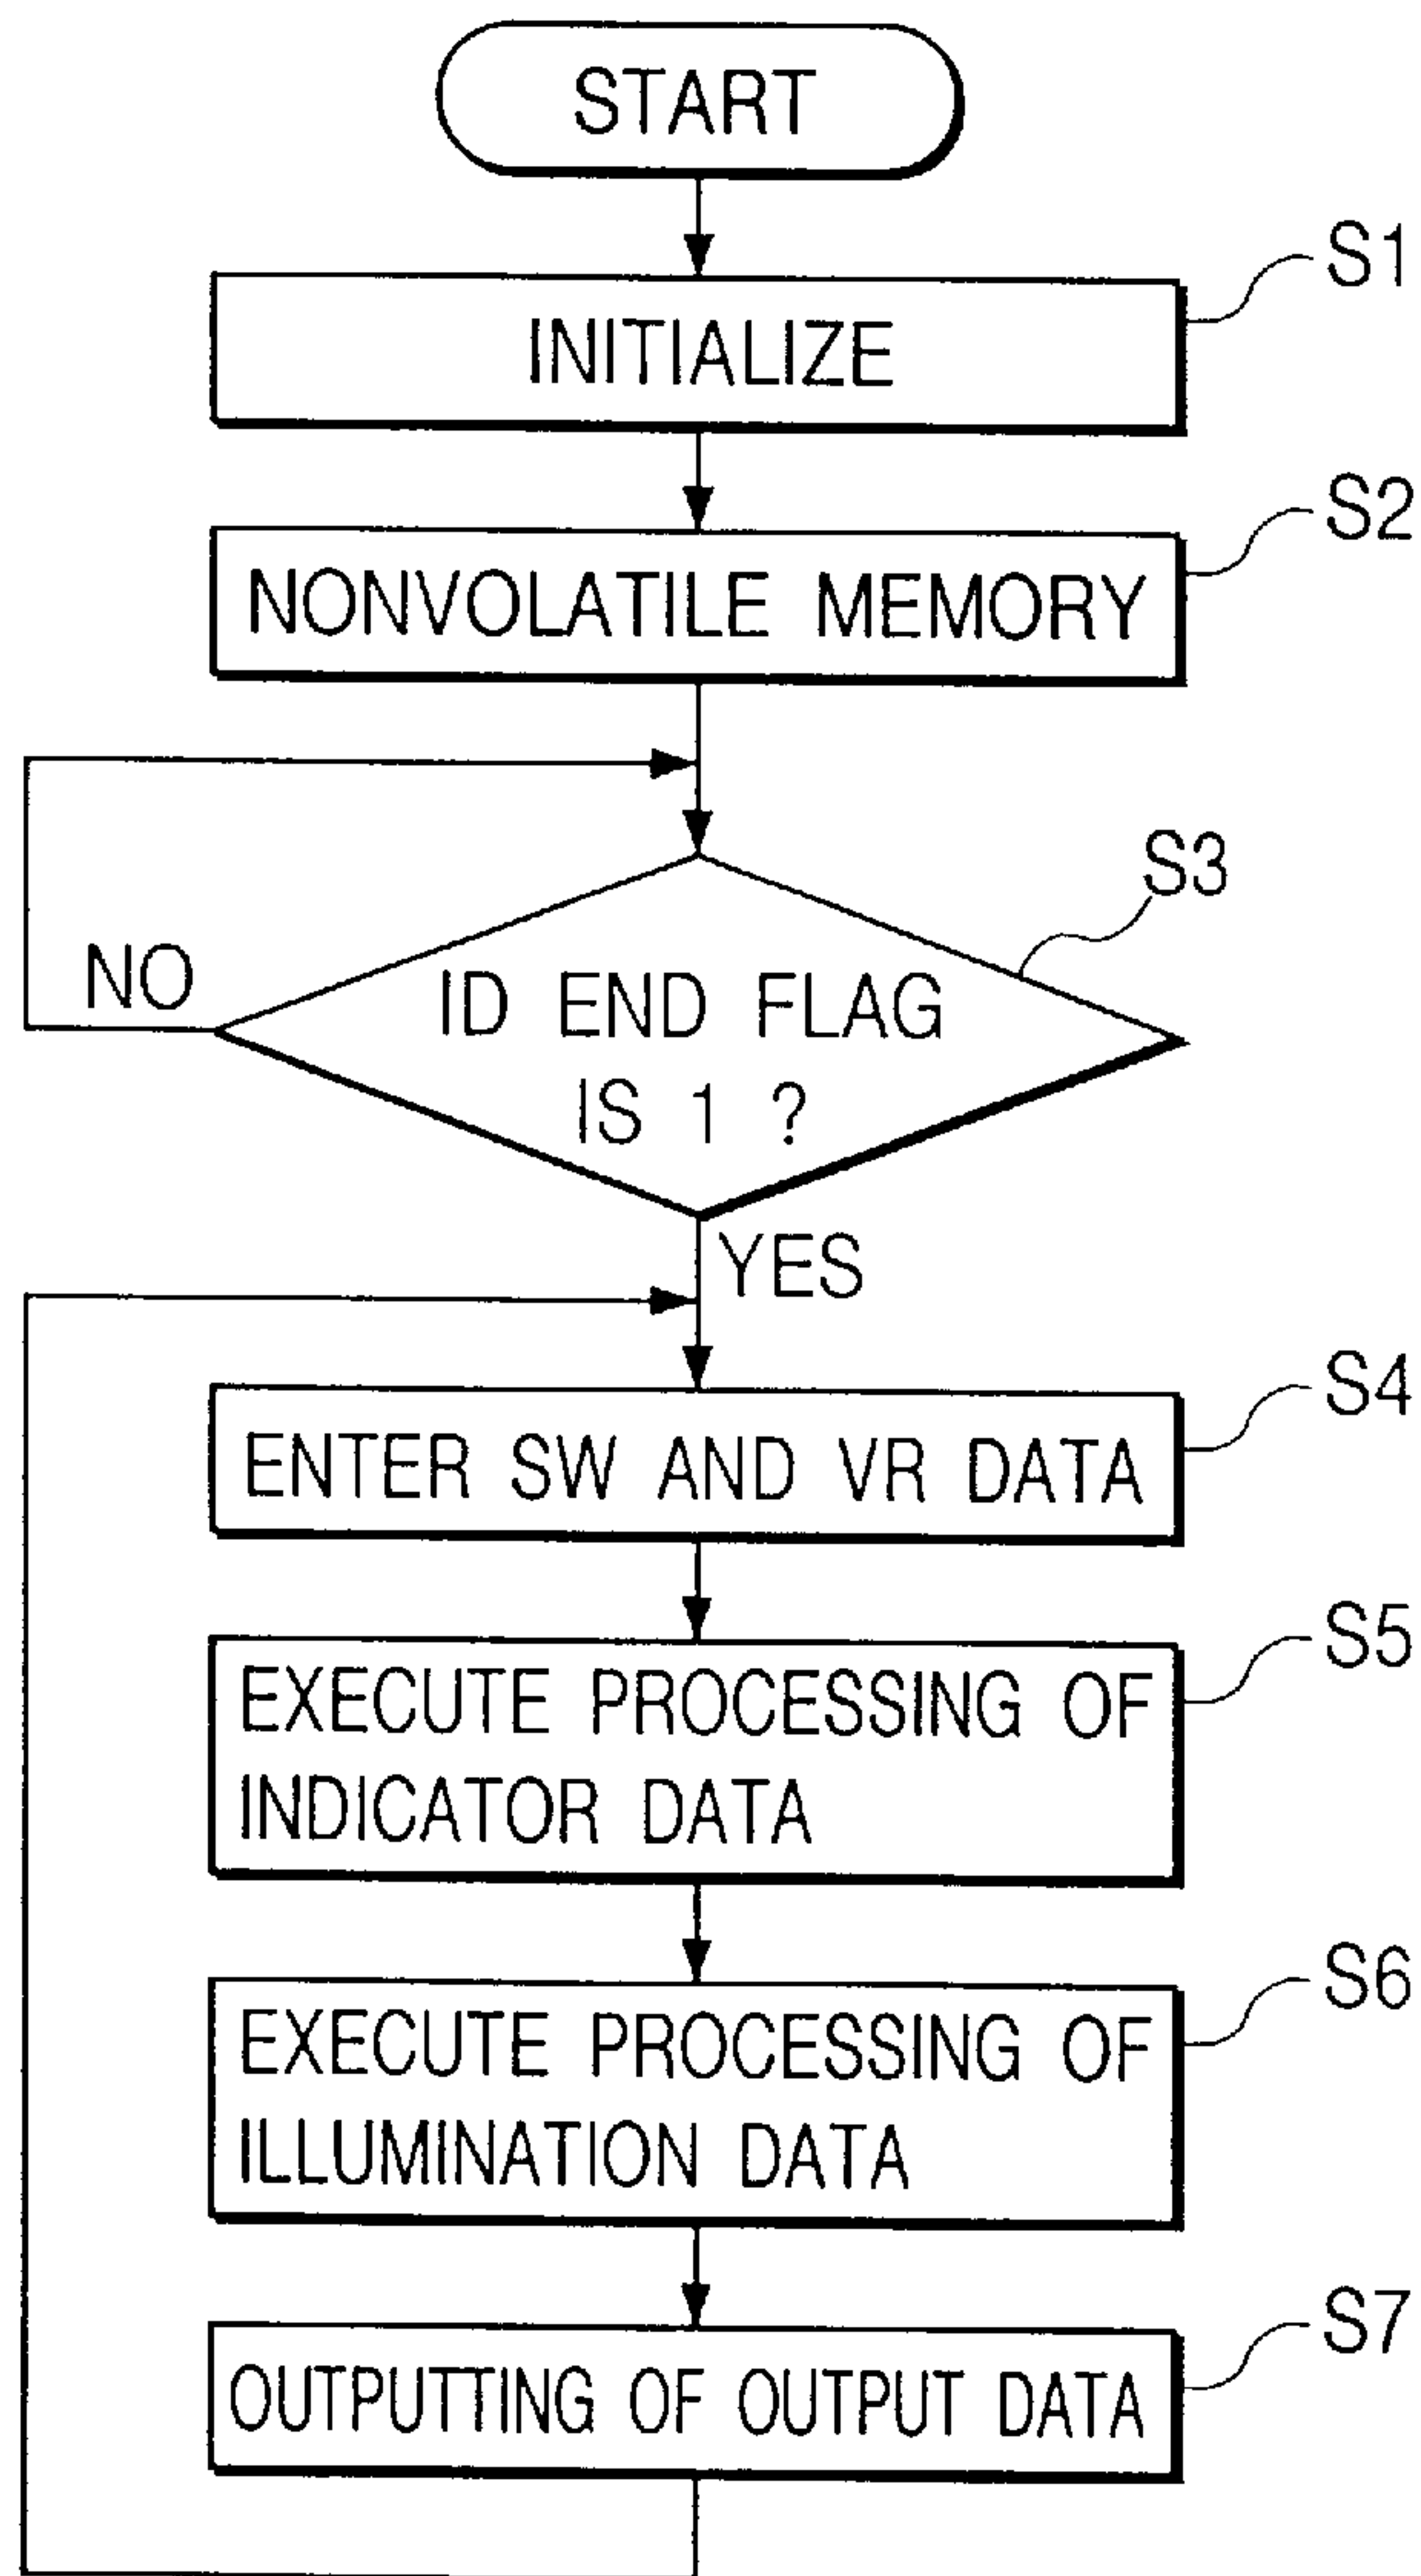 START
S1
INITIALIZE
S2
NONVOLATILE MEMORY
S3
NO
ID END FLAG
IS 1 ?
YES
S4
ENTER SW AND VR DATA
S5
EXECUTE PROCESSING OF
INDICATOR DATA
S6
EXECUTE PROCESSING OF
ILLUMINATION DATA
S7
OUTPUTTING OF OUTPUT DATA